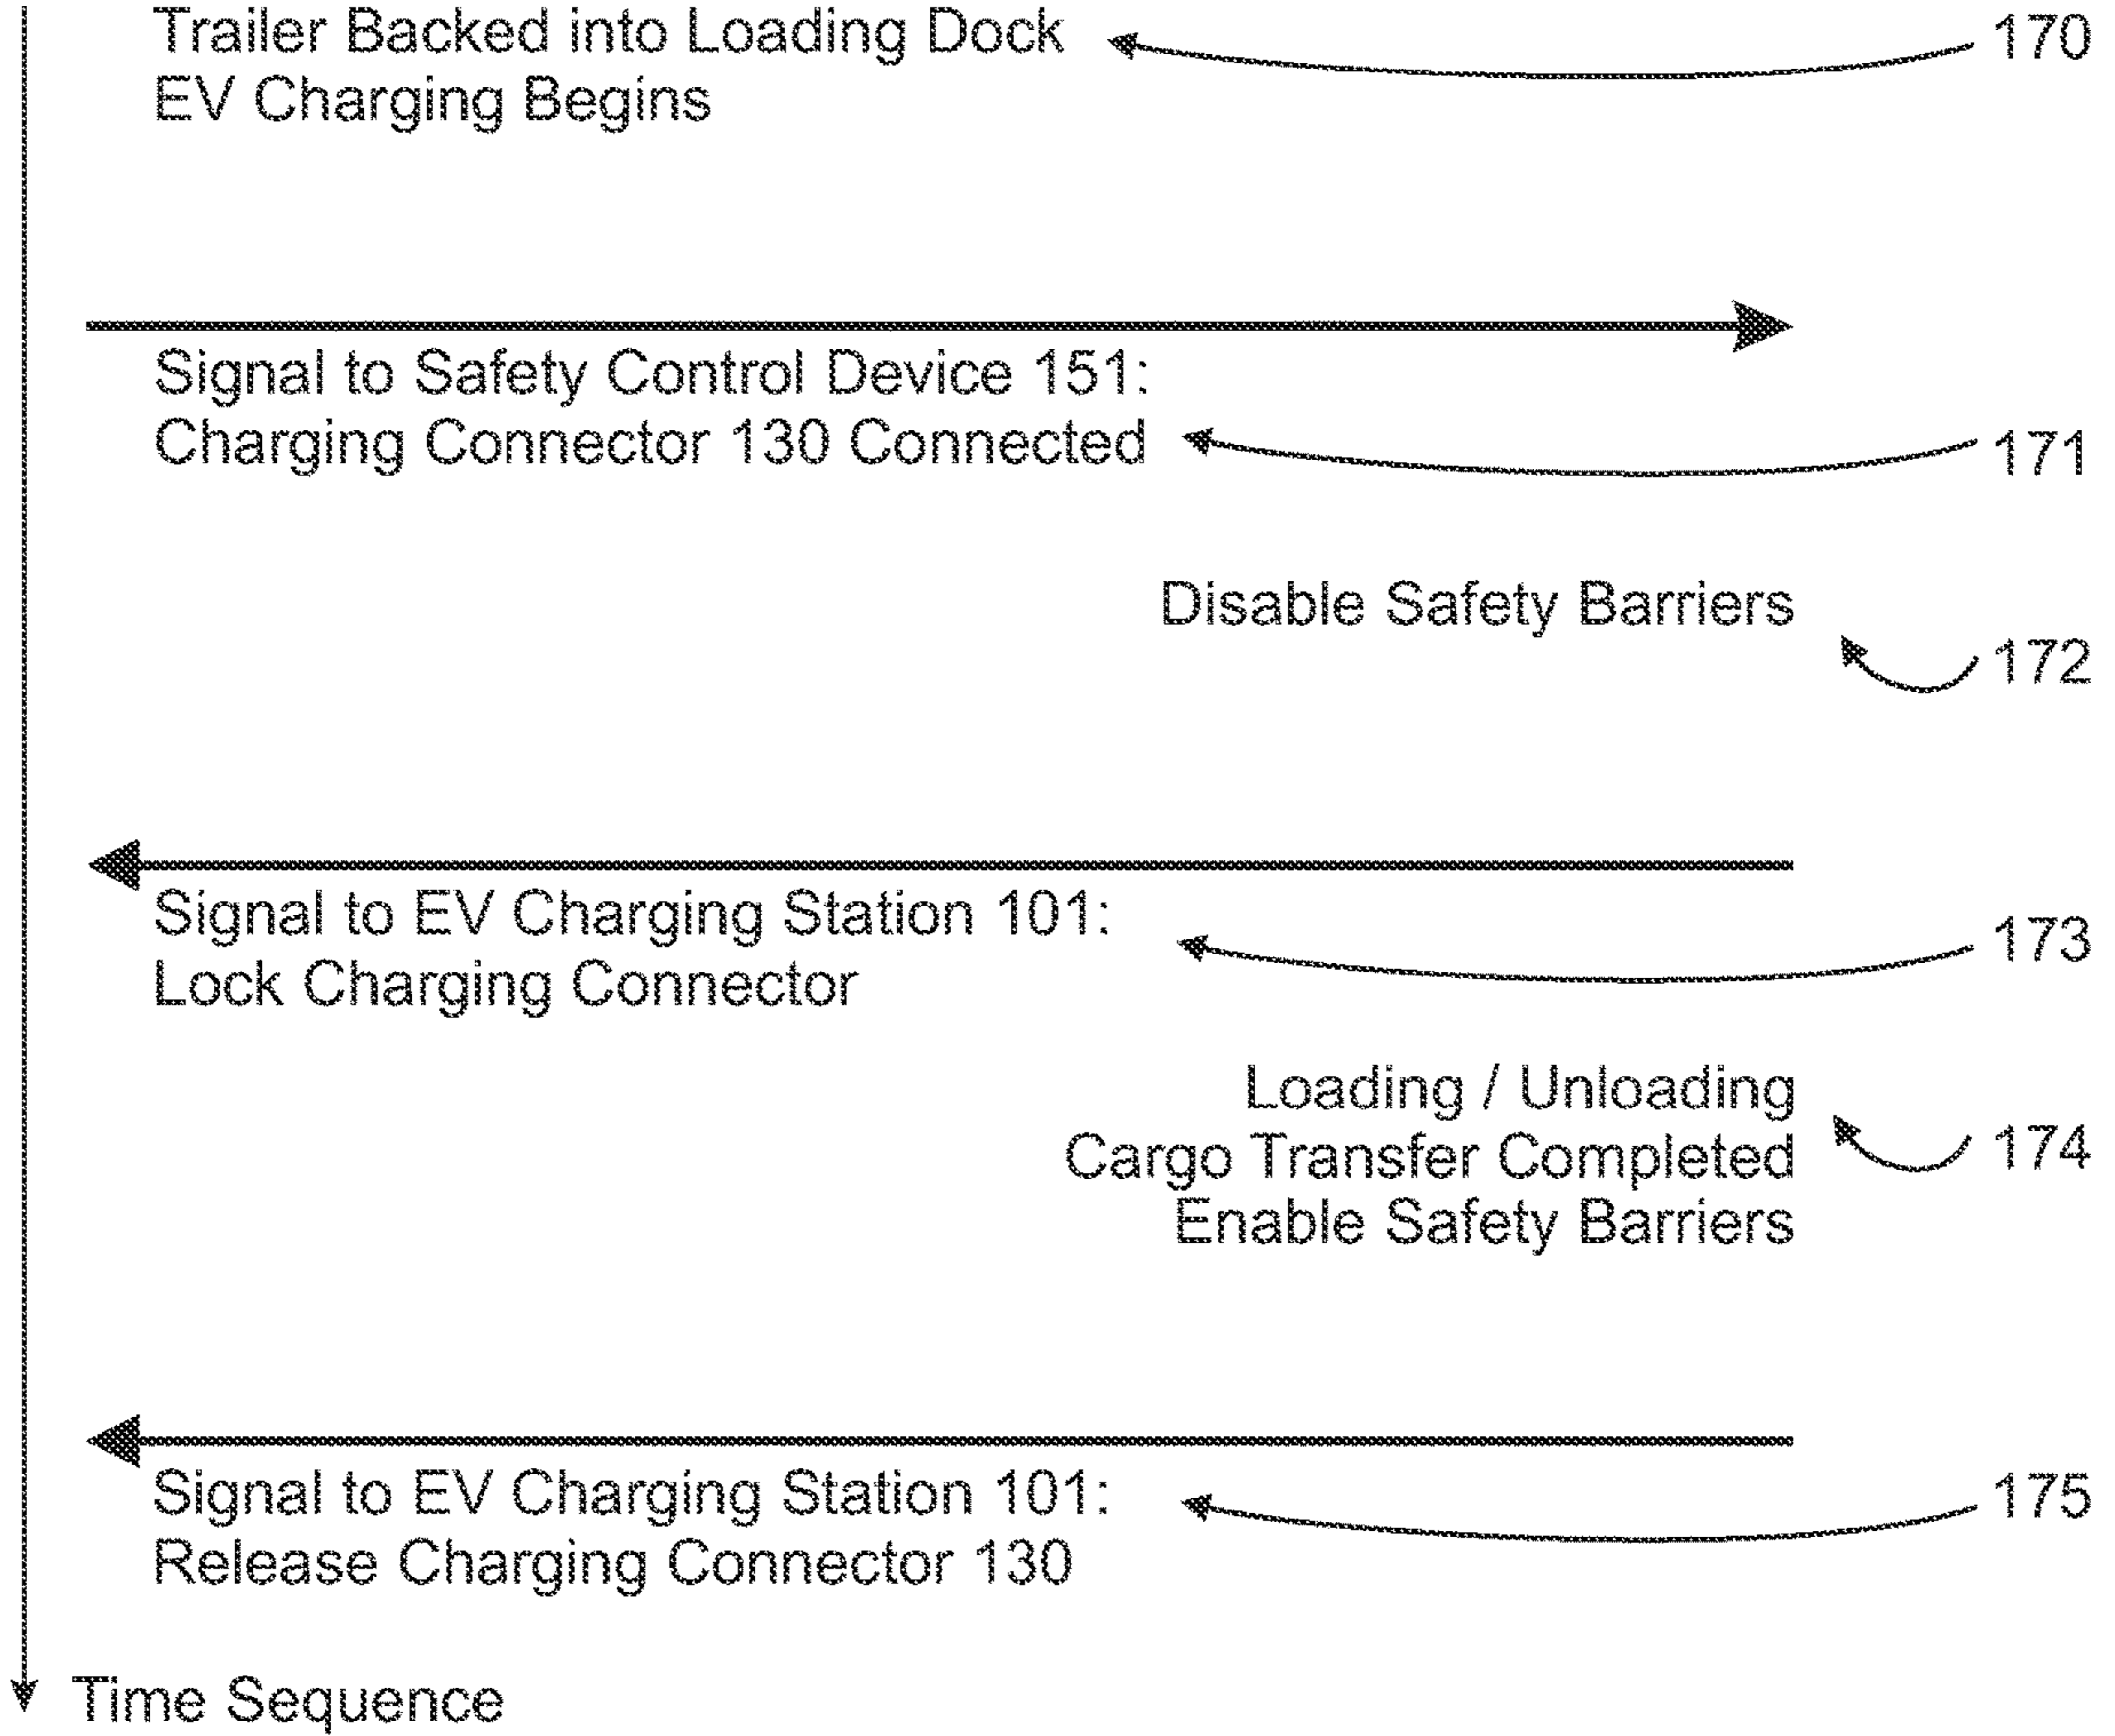 Trailer Backed into Loading Dock
EV Charging Begins
170
Signal to Safety Control Device 151:
Charging Connector 130 Connected
171
Disable Safety Barriers
172
Signal to EV Charging Station 101:
Lock Charging Connector
173
Loading / Unloading
Cargo Transfer Completed
Enable Safety Barriers
174
Signal to EV Charging Station 101:
Release Charging Connector 130
175
Time Sequence